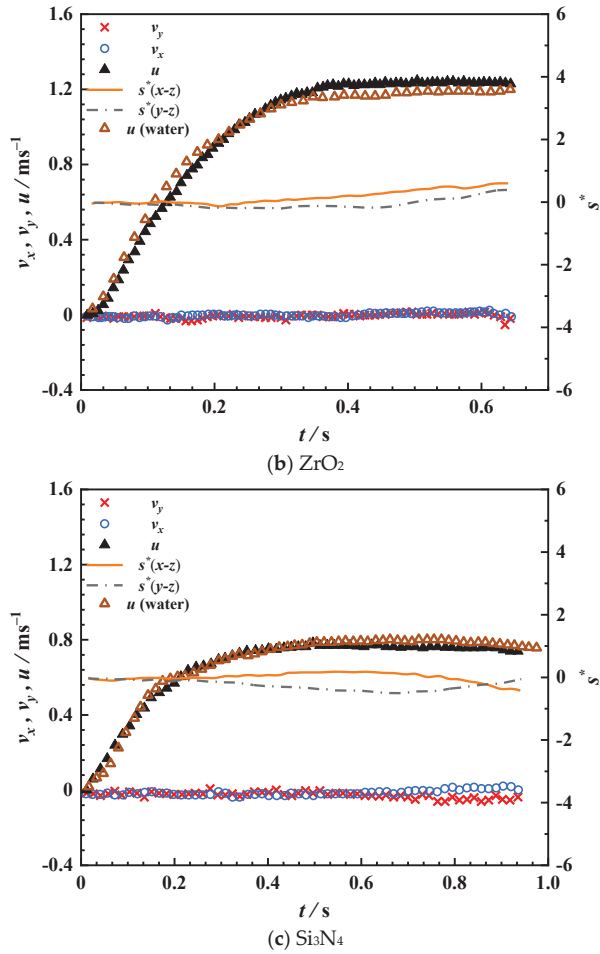 1.6
1.2
0.8
0.4
0
-0.4
6
4
2
0
-2
-4
-6
v_y
v_x
u
s*(x-z)
s*(y-z)
u (water)
v_x , v_y , u / ms⁻¹
s*
0
0.2
0.4
0.6
t / s
(b) ZrO₂
1.6
1.2
0.8
0.4
0
-0.4
6
4
2
0
-2
-4
-6
v_y
v_x
u
s*(x-z)
s*(y-z)
u (water)
v_x , v_y , u / ms⁻¹
s*
0
0.2
0.4
0.6
0.8
1.0
t / s
(c) Si₃N₄